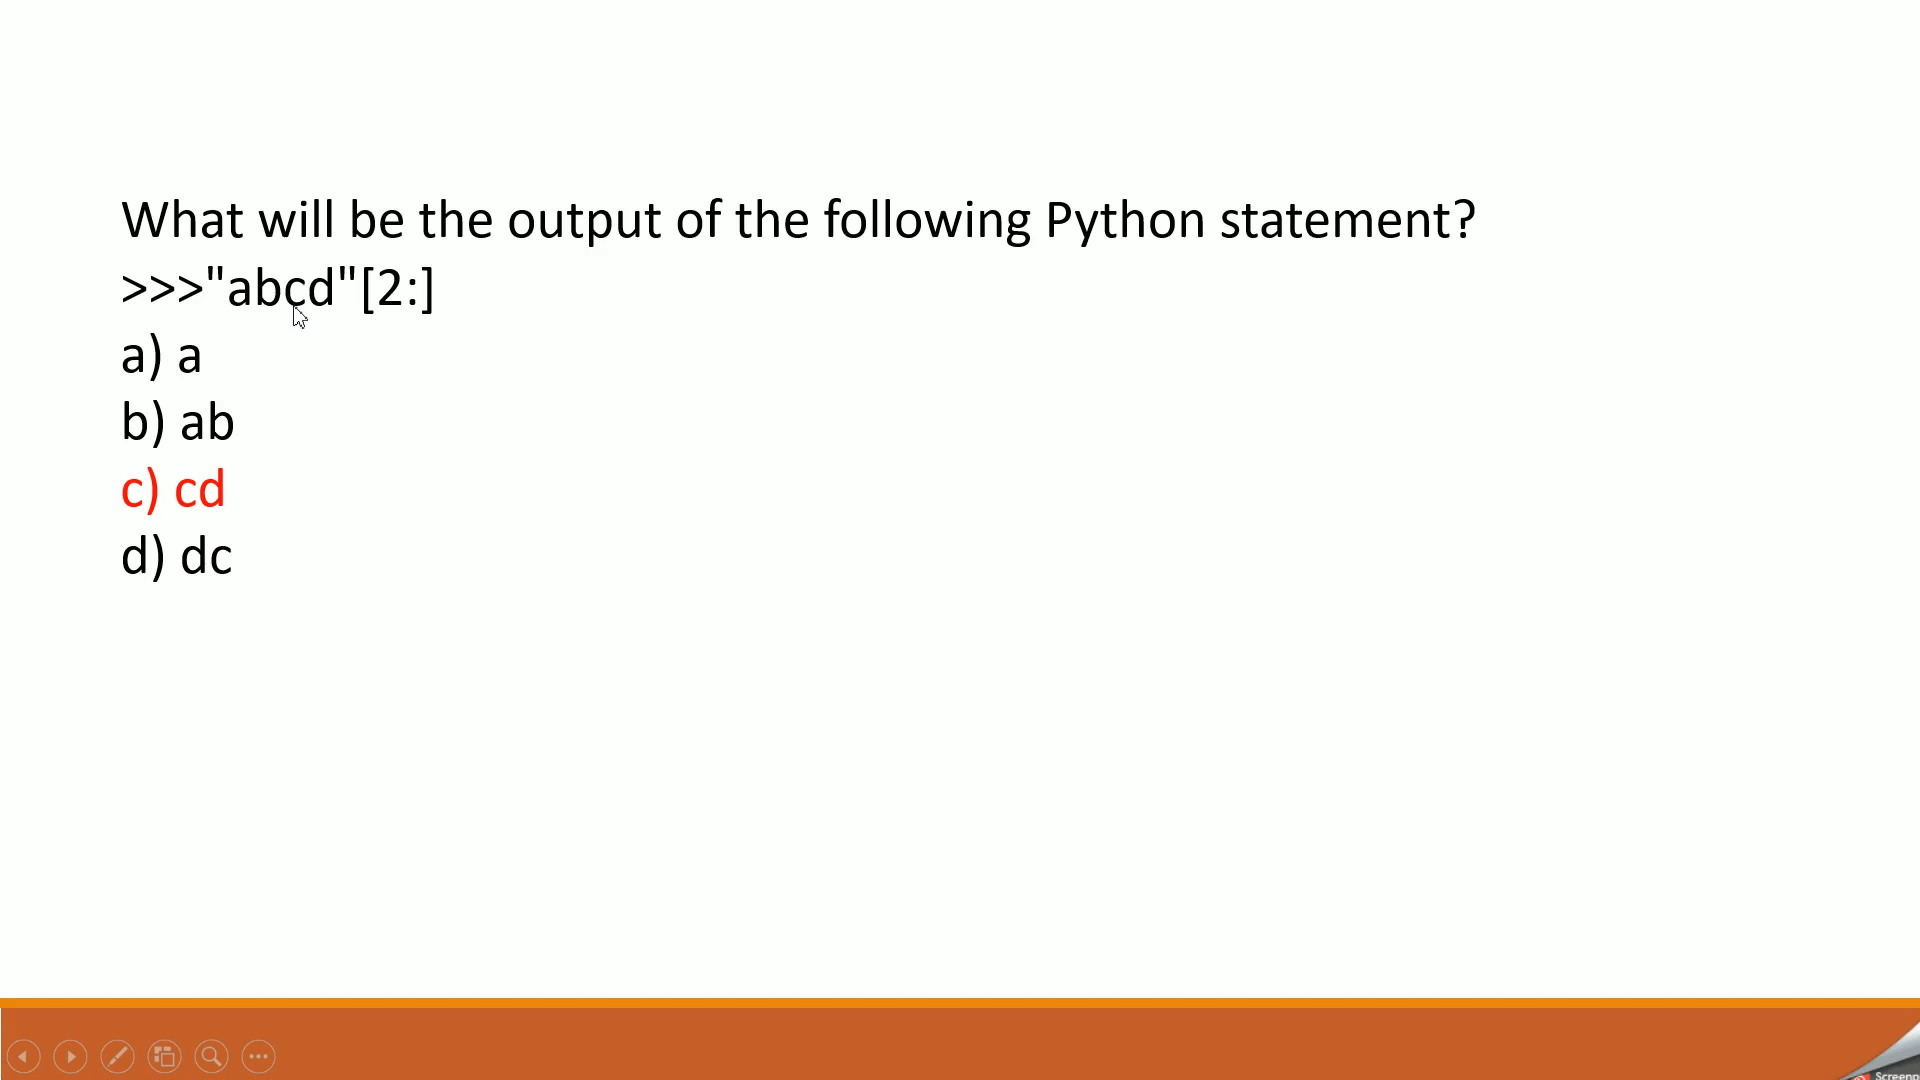 What will be the output of the following Python statement?
>>>"abcd"[2:]
a) a
b) ab
c) cd
d) dc